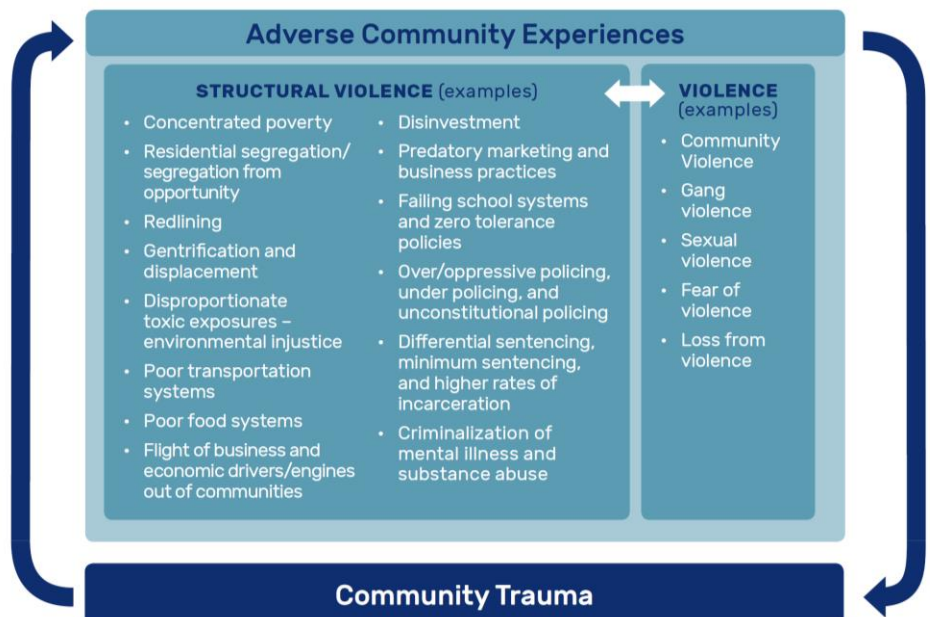 Adverse Community Experiences
STRUCTURAL VIOLENCE (examples)
• Concentrated poverty
• Residential segregation/
segregation from
opportunity
• Redlining
• Gentrification and
displacement
• Disproportionate
toxic exposures –
environmental injustice
• Poor transportation
systems
• Poor food systems
• Flight of business and
economic drivers/engines
out of communities
• Disinvestment
• Predatory marketing and
business practices
• Failing school systems
and zero tolerance
policies
• Over/oppressive policing,
under policing, and
unconstitutional policing
• Differential sentencing,
minimum sentencing,
and higher rates of
incarceration
• Criminalization of
mental illness and
substance abuse
VIOLENCE
(examples)
• Community
Violence
• Gang
violence
• Sexual
violence
• Fear of
violence
• Loss from
violence
Community Trauma